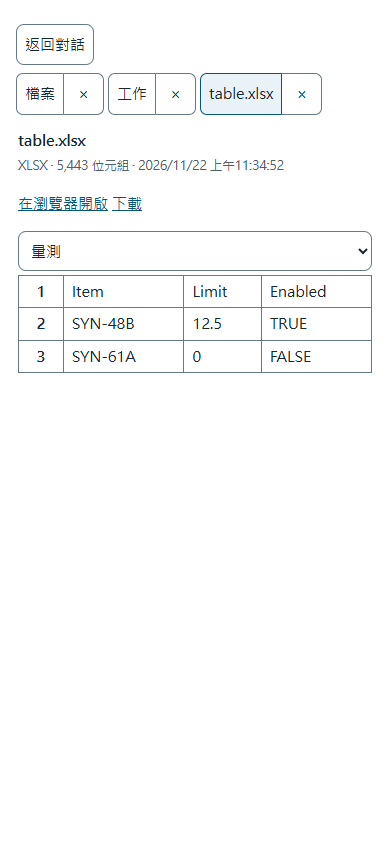 返回對話
檔案 × 工作 × table.xlsx ×
table.xlsx
XLSX · 5,443 位元組 · 2026/11/22 上午11:34:52
在瀏覽器開啟 下載
量測
1 Item Limit Enabled
2 SYN-48B 12.5 TRUE
3 SYN-61A 0 FALSE